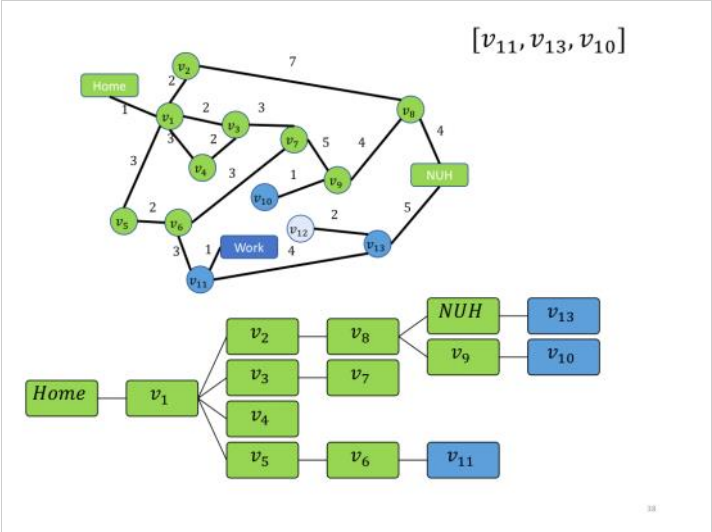 [v₁₁, v₁₃, v₁₀]
7
v₂
Home
2
1
v₁
2
3
v₃
v₈
3
2
v₇
5
4
4
3
v₄
3
1
v₉
NUH
v₁₀
2
2
5
v₅
v₆
v₁₂
v₁₃
3
1
Work
4
v₁₁
NUH
v₁₃
v₂
v₈
v₉
v₁₀
v₃
v₇
Home
v₁
v₄
v₅
v₆
v₁₁
38